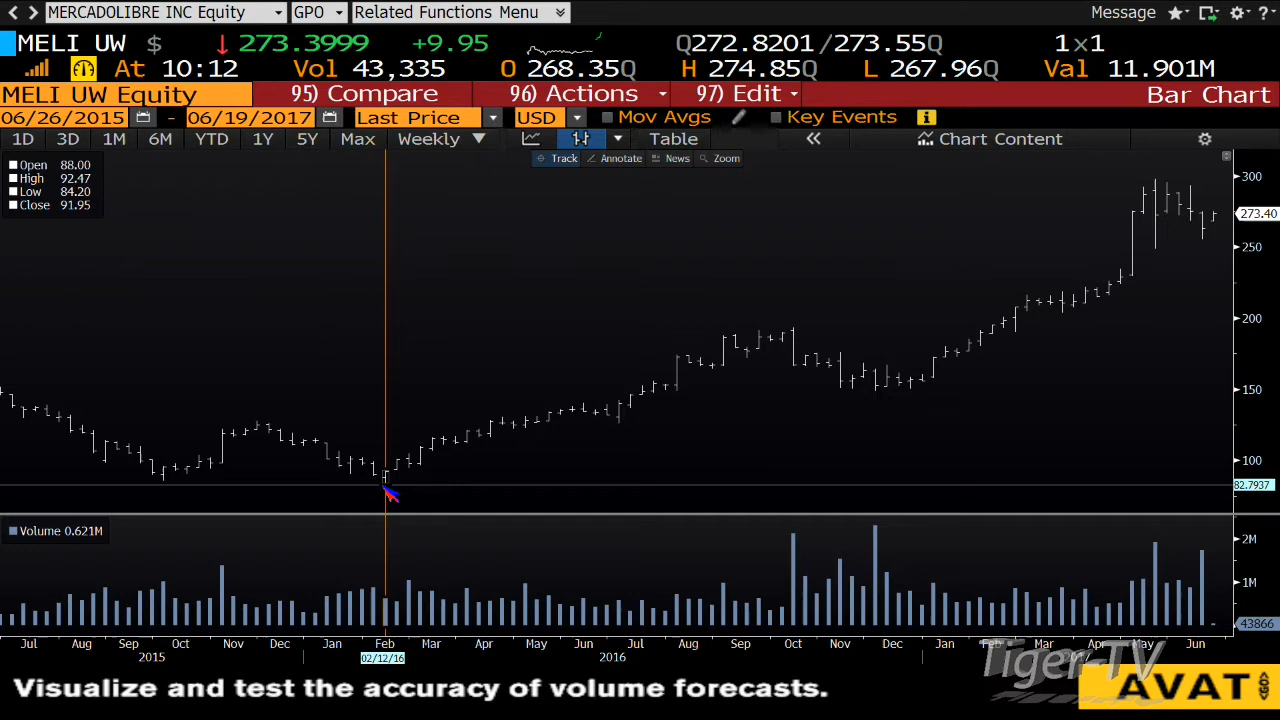 MERCADOLIBRE INC Equity GPO Related Functions Menu Message
MELI UW $ ↓ 273.3999 +9.95 Q272.8201/273.55Q 1×1
At 10:12 Vol 43,335 O 268.35Q H 274.85Q L 267.96Q Val 11.901M
MELI UW Equity 95) Compare 96) Actions 97) Edit Bar Chart
06/26/2015 - 06/19/2017 Last Price USD Mov Avgs Key Events
1D 3D 1M 6M YTD 1Y 5Y Max Weekly ▼ Table « Chart Content
Track Annotate News Zoom
Open 88.00
High 92.47
Low 84.20
Close 91.95
300
273.40
250
200
150
100
82.7937
Volume 0.621M
2M
1M
43866
Jul Aug Sep Oct Nov Dec Jan Feb Mar Apr May Jun Jul Aug Sep Oct Nov Dec Jan Feb Mar Apr May Jun
2015 02/12/16 2016 2017
Tiger-TV
Visualize and test the accuracy of volume forecasts.
AVAT